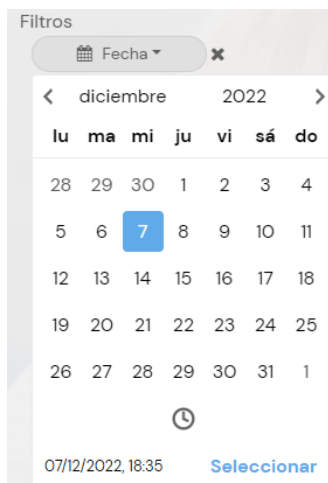 Filtros
Fecha
diciembre 2022
lu ma mi ju vi sá do
28 29 30 1 2 3 4
5 6 7 8 9 10 11
12 13 14 15 16 17 18
19 20 21 22 23 24 25
26 27 28 29 30 31 1
07/12/2022, 18:35 Seleccionar